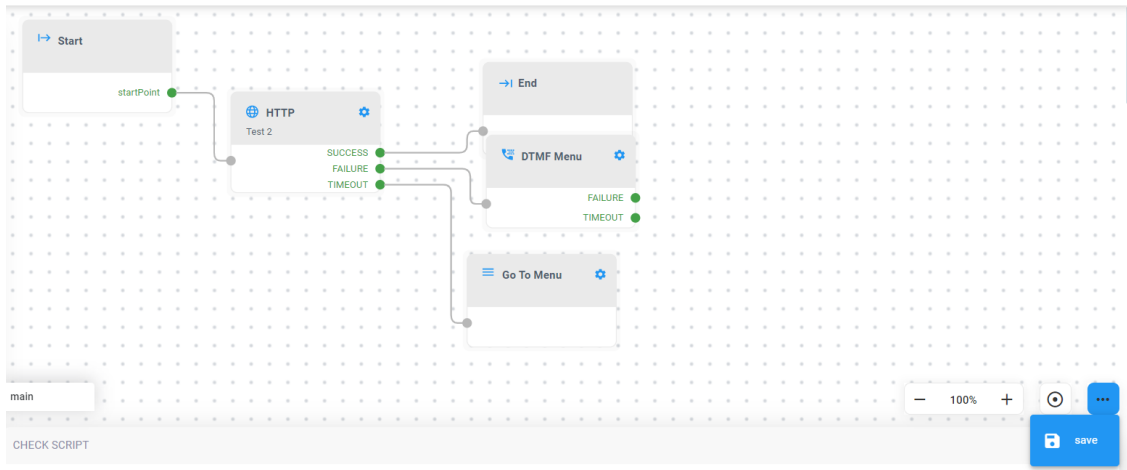 Start
startPoint
HTTP
Test 2
SUCCESS
FAILURE
TIMEOUT
End
DTMF Menu
FAILURE
TIMEOUT
Go To Menu
main
100%
CHECK SCRIPT
save